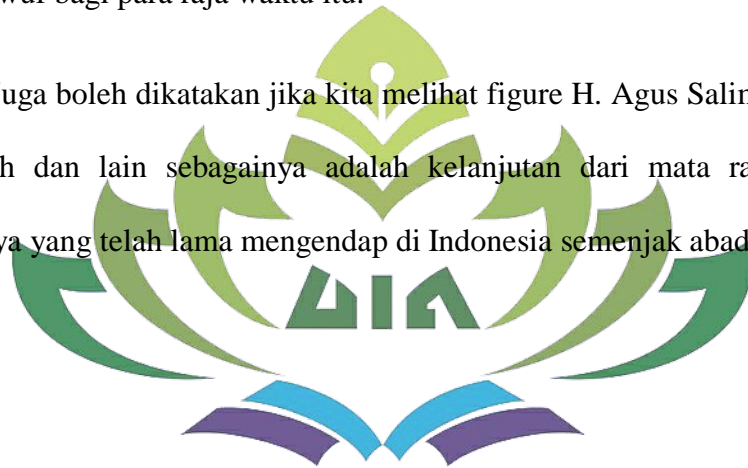 bagi para raja waktu itu.
uga boleh dikatakan jika kita melihat figure H. Agus Salim
h dan lain sebagainya adalah kelanjutan dari mata ra
ya yang telah lama mengendap di Indonesia semenjak abad
UIN